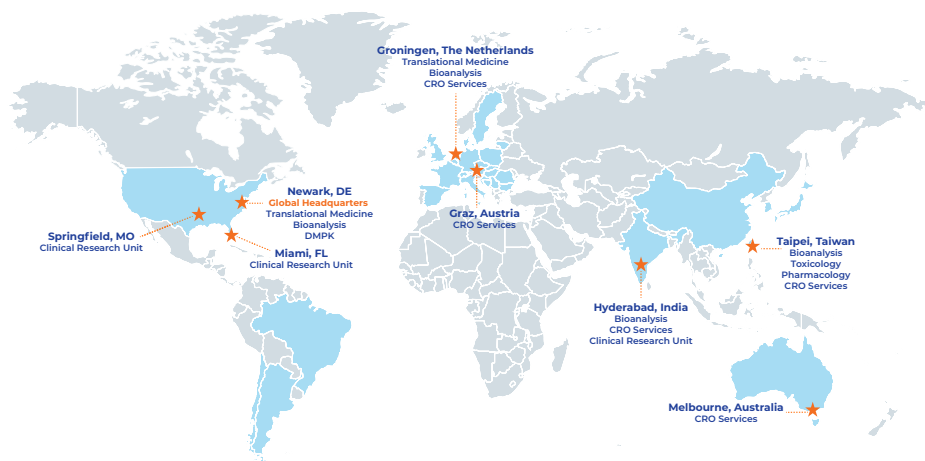 Groningen, The Netherlands
Translational Medicine
Bioanalysis
CRO Services
Newark, DE
Global Headquarters
Translational Medicine
Bioanalysis
DMPK
Springfield, MO
Clinical Research Unit
Miami, FL
Clinical Research Unit
Graz, Austria
CRO Services
Taipei, Taiwan
Bioanalysis
Toxicology
Pharmacology
CRO Services
Hyderabad, India
Bioanalysis
CRO Services
Clinical Research Unit
Melbourne, Australia
CRO Services